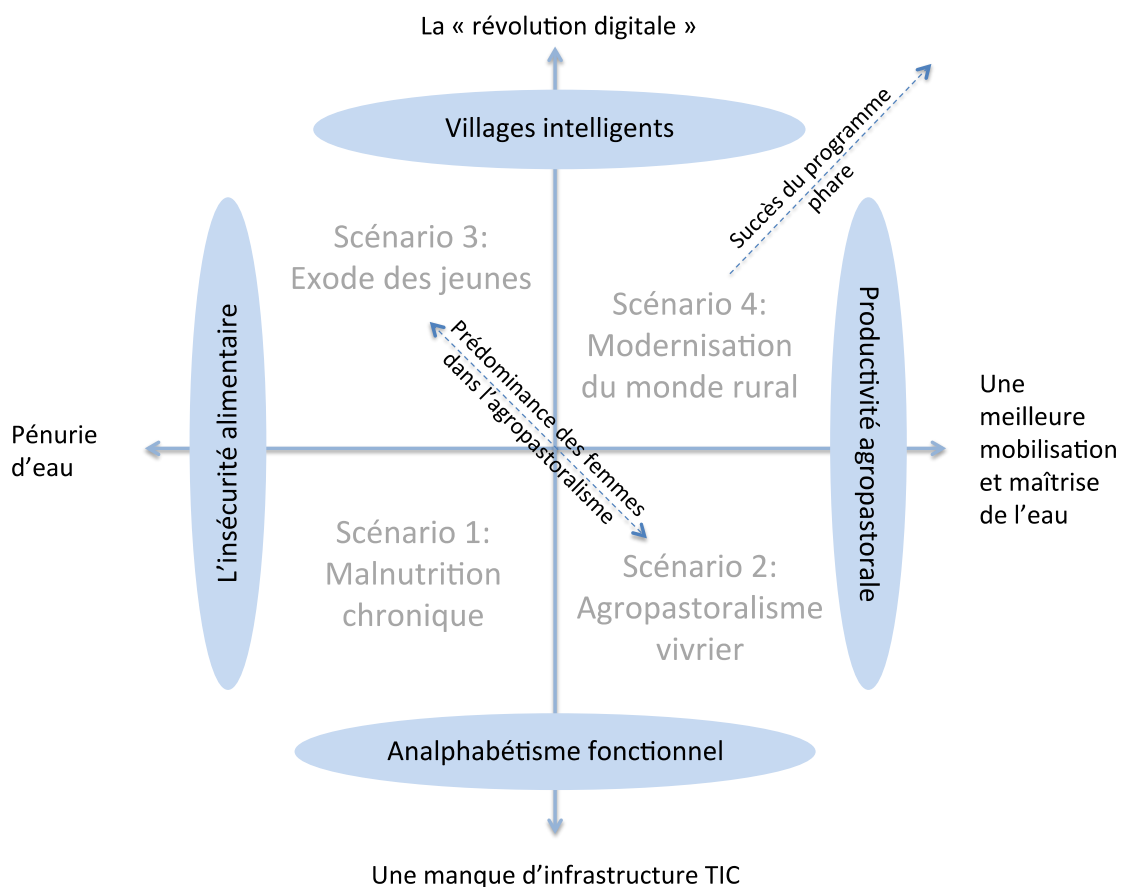 La « révolution digitale »
Villages intelligents
Succès du programme
phare
Scénario 3:
Exode des jeunes
Scénario 4:
Modernisation
du monde rural
Prédominance des femmes
dans l'agropastoralisme
L'insécurité alimentaire
Productivité agropastorale
Pénurie
d'eau
Une
meilleure
mobilisation
et maîtrise
de l'eau
Scénario 1:
Malnutrition
chronique
Scénario 2:
Agropastoralisme
vivrier
Analphabétisme fonctionnel
Une manque d'infrastructure TIC